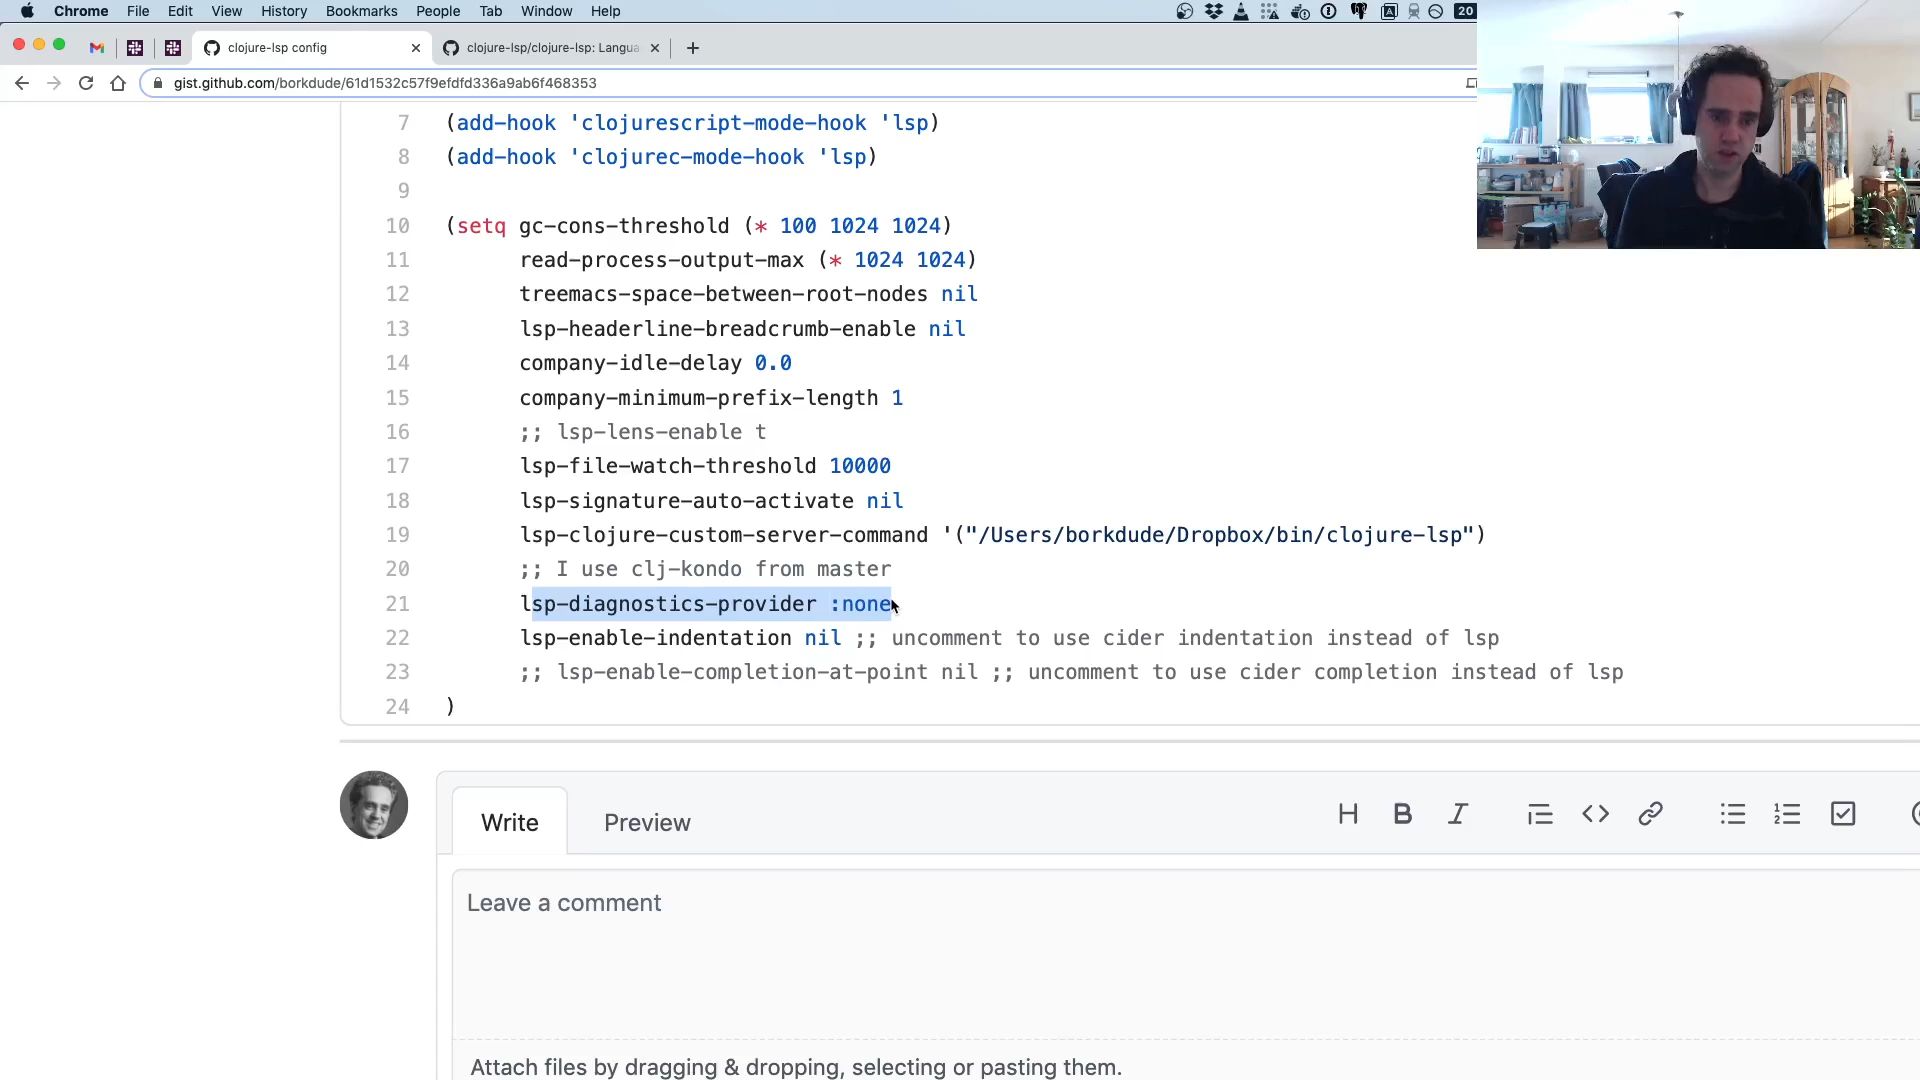 Chrome File Edit View History Bookmarks People Tab Window Help 20
clojure-lsp config clojure-lsp/clojure-lsp: Langua
gist.github.com/borkdude/61d1532c57f9efdfd336a9ab6f468353
7 (add-hook 'clojurescript-mode-hook 'lsp)
8 (add-hook 'clojurec-mode-hook 'lsp)
9
10 (setq gc-cons-threshold (* 100 1024 1024)
11 read-process-output-max (* 1024 1024)
12 treemacs-space-between-root-nodes nil
13 lsp-headerline-breadcrumb-enable nil
14 company-idle-delay 0.0
15 company-minimum-prefix-length 1
16 ;; lsp-lens-enable t
17 lsp-file-watch-threshold 10000
18 lsp-signature-auto-activate nil
19 lsp-clojure-custom-server-command '("/Users/borkdude/Dropbox/bin/clojure-lsp")
20 ;; I use clj-kondo from master
21 lsp-diagnostics-provider :none
22 lsp-enable-indentation nil ;; uncomment to use cider indentation instead of lsp
23 ;; lsp-enable-completion-at-point nil ;; uncomment to use cider completion instead of lsp
24 )
Write Preview
Leave a comment
Attach files by dragging & dropping, selecting or pasting them.